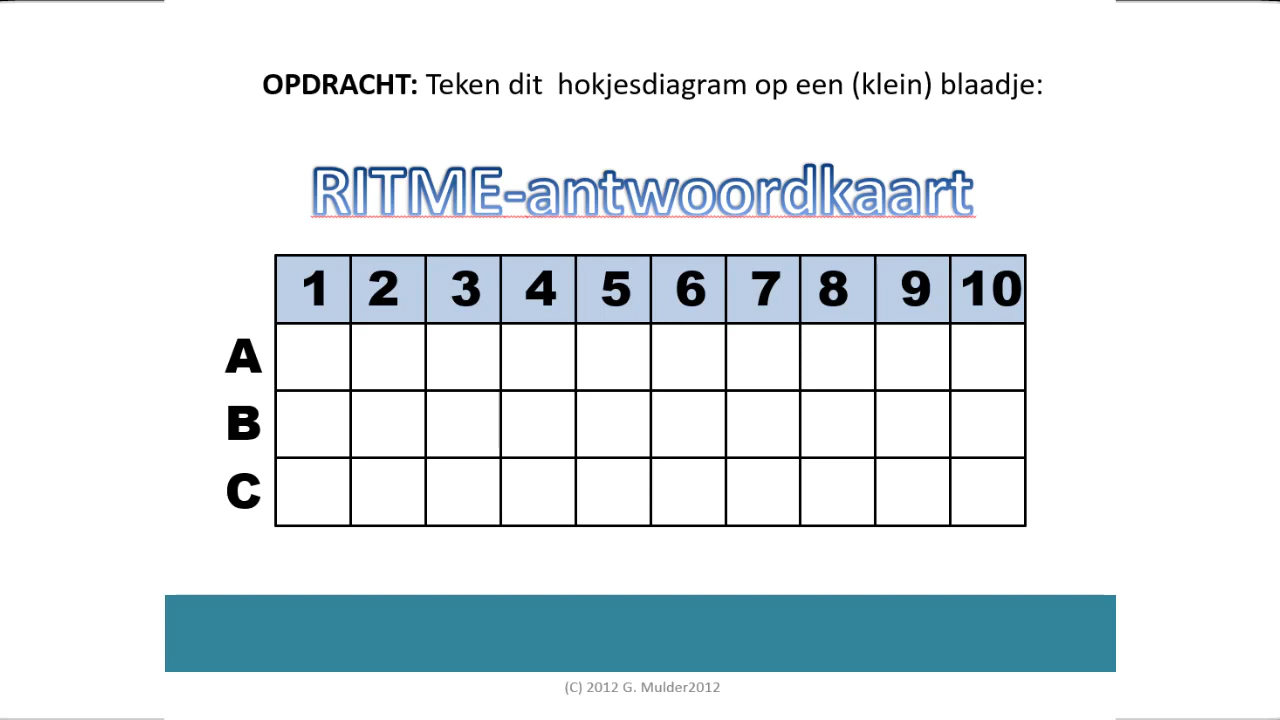 OPDRACHT: Teken dit  hokjesdiagram op een (klein) blaadje:
RITME-antwoordkaart
1 2 3 4 5 6 7 8 9 10
A
B
C
(C) 2012 G. Mulder2012